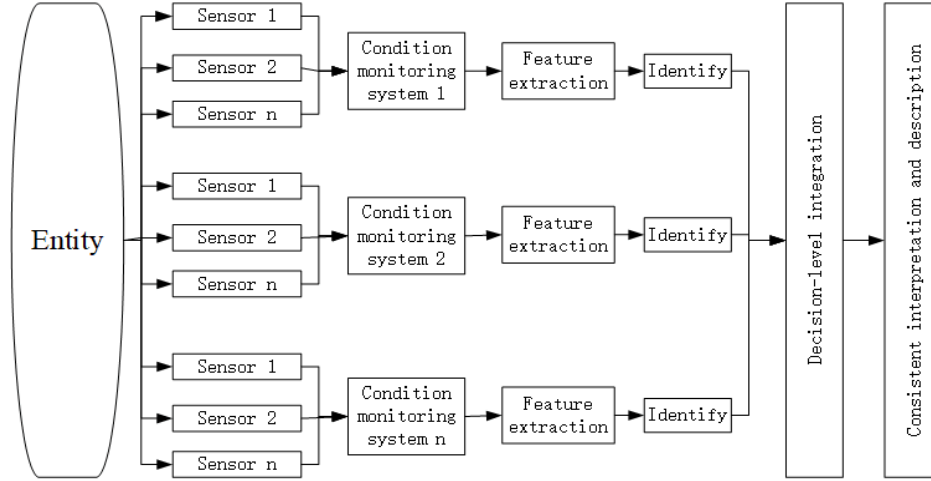 Entity
Sensor 1
Sensor 2
Sensor n
Condition
monitoring
system 1
Feature
extraction
Identify
Sensor 1
Sensor 2
Sensor n
Condition
monitoring
system 2
Feature
extraction
Identify
Sensor 1
Sensor 2
Sensor n
Condition
monitoring
system n
Feature
extraction
Identify
Decision-level integration
Consistent interpretation and description